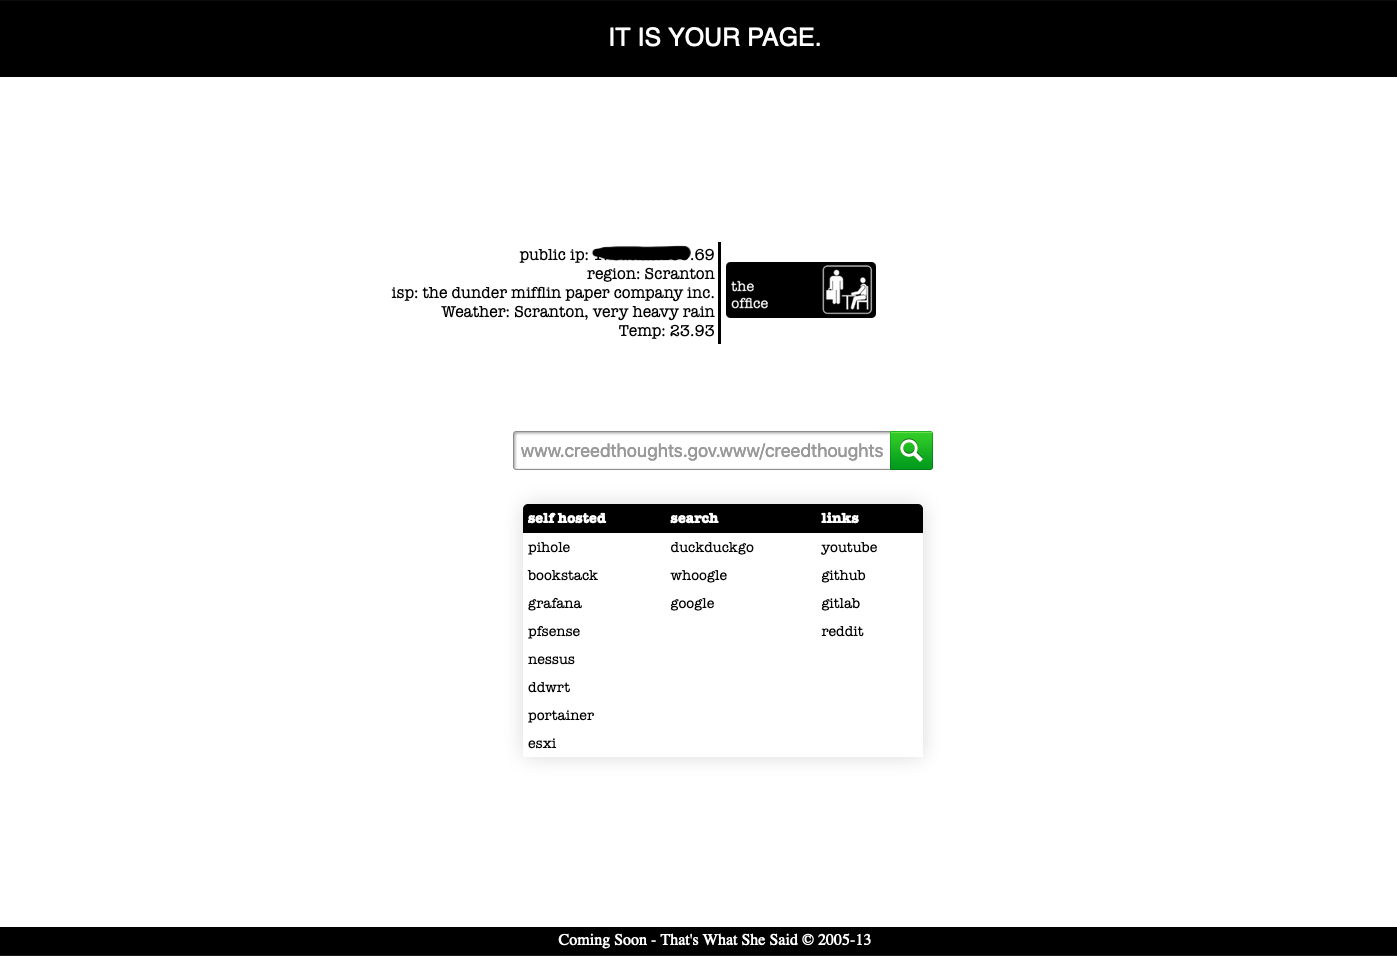 IT IS YOUR PAGE.
public ip: .69
region: Scranton
isp: the dunder mifflin paper company inc.
Weather: Scranton, very heavy rain
Temp: 23.93
the
office
www.creedthoughts.gov.www/creedthoughts
self hosted search links
pihole duckduckgo youtube
bookstack whoogle github
grafana google gitlab
pfsense reddit
nessus
ddwrt
portainer
esxi
Coming Soon - That's What She Said © 2005-13